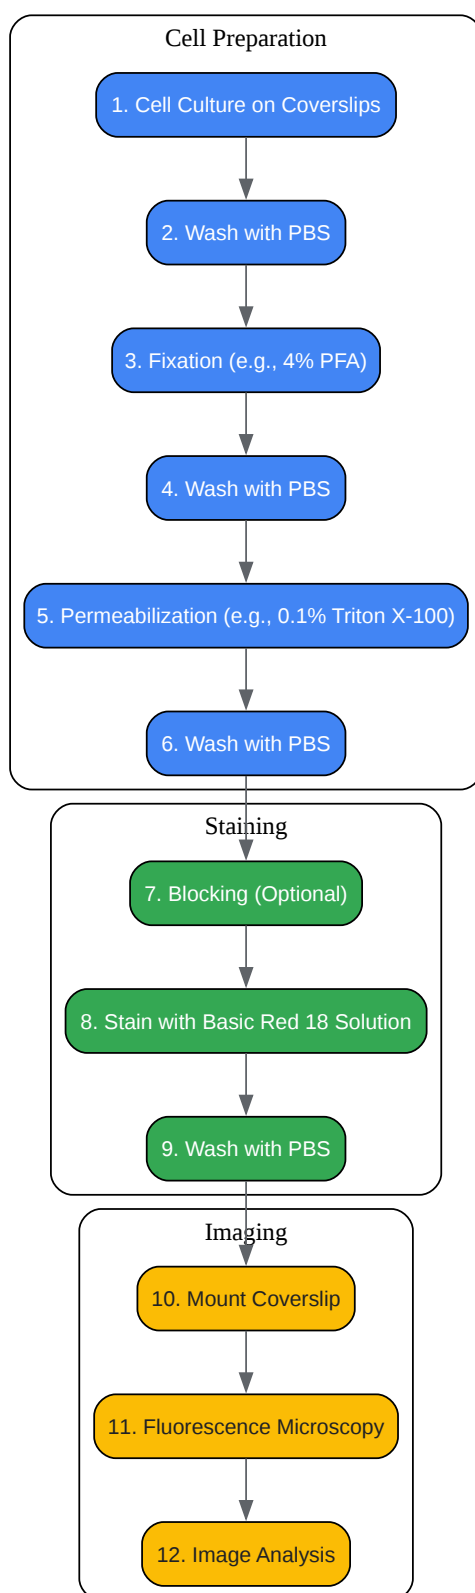 Cell Preparation
1. Cell Culture on Coverslips
2. Wash with PBS
3. Fixation (e.g., 4% PFA)
4. Wash with PBS
5. Permeabilization (e.g., 0.1% Triton X-100)
6. Wash with PBS
Staining
7. Blocking (Optional)
8. Stain with Basic Red 18 Solution
9. Wash with PBS
Imaging
10. Mount Coverslip
11. Fluorescence Microscopy
12. Image Analysis